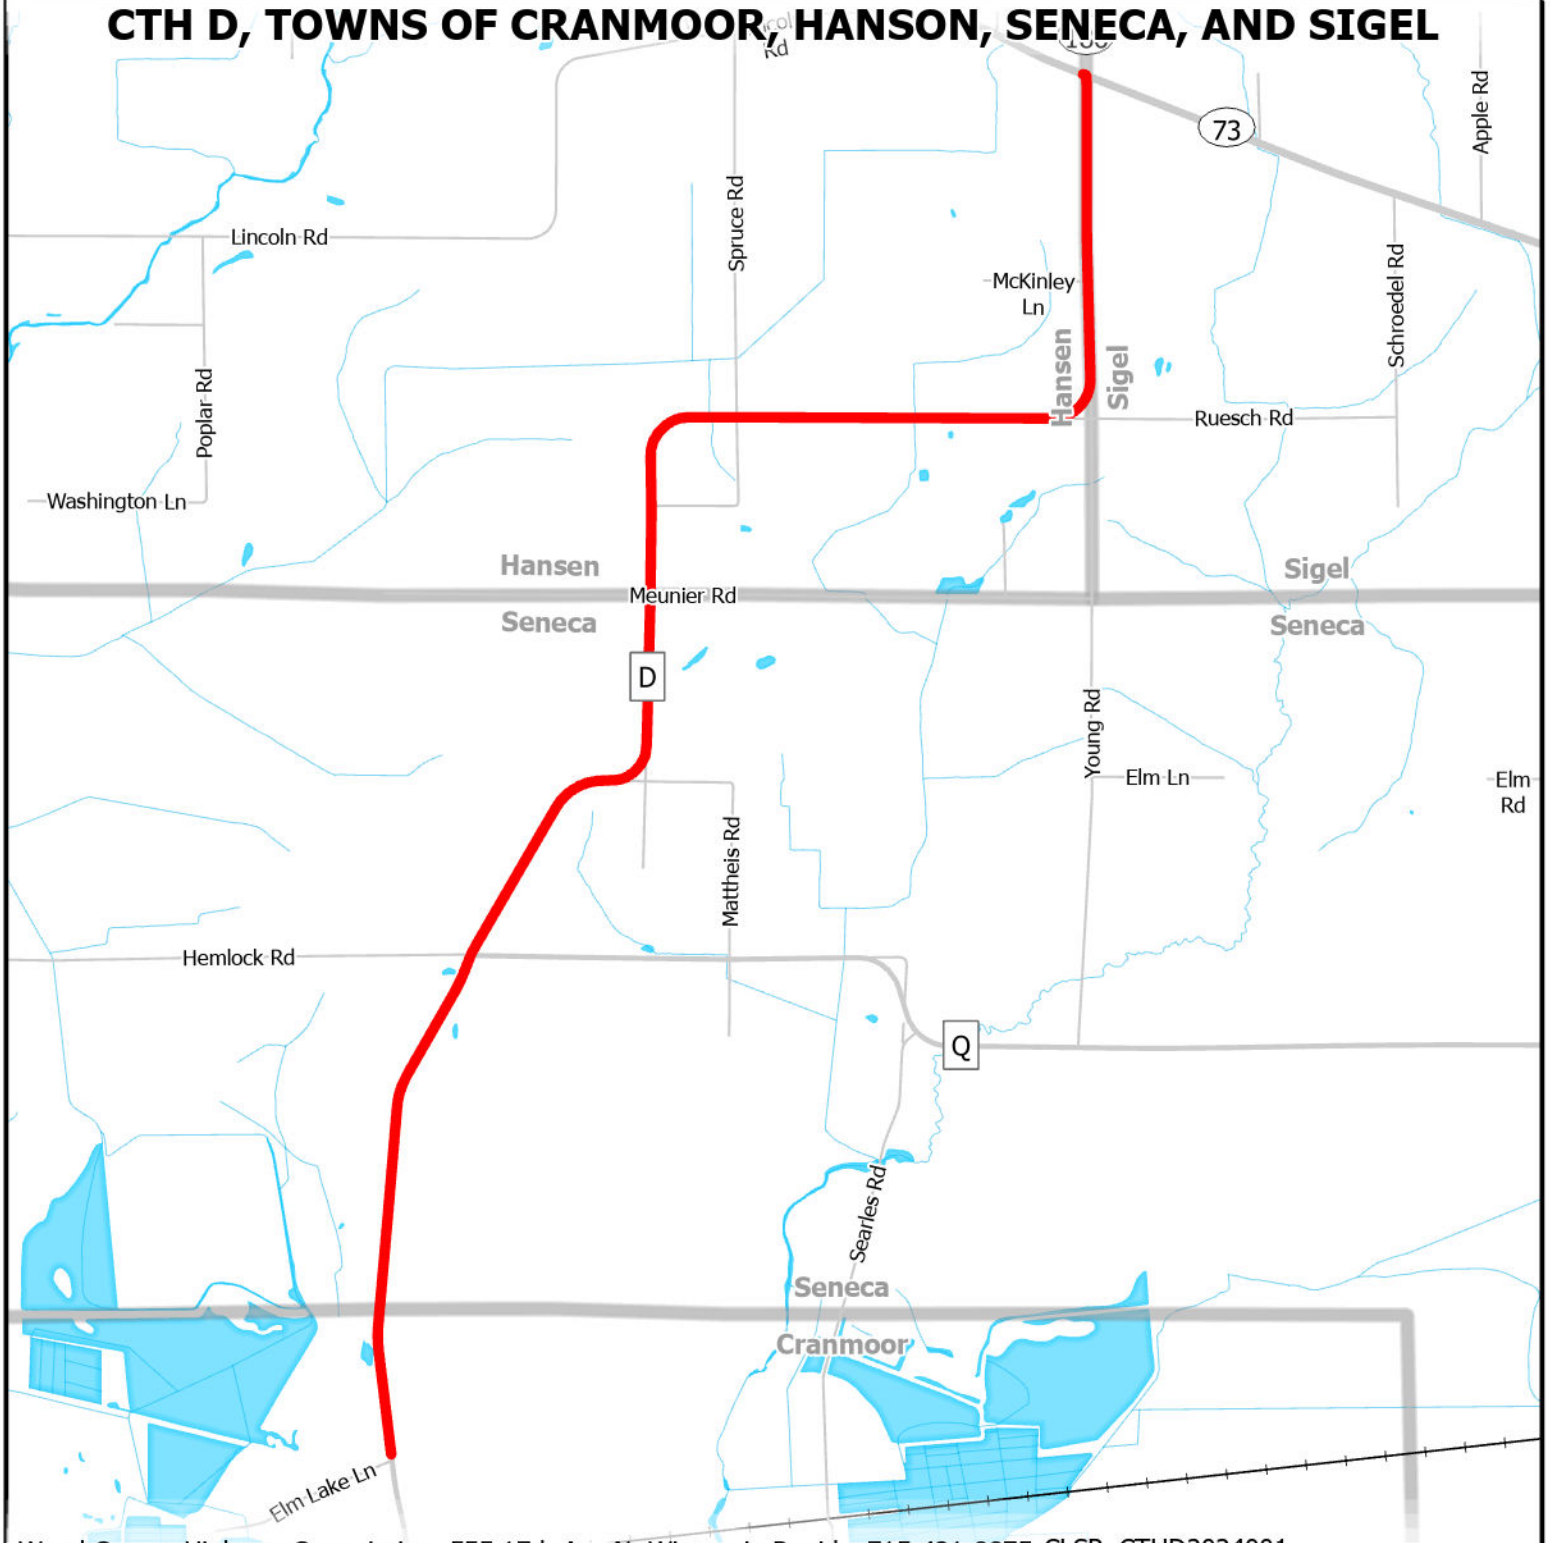 CTH D, TOWNS OF CRANMOOR, HANSON, SENECA, AND SIGEL
Rd
73
Apple Rd
Spruce Rd
Lincoln Rd
McKinley
Ln
Schroedel Rd
Hansen
Sigel
Poplar Rd
Ruesch Rd
Washington Ln
Hansen
Sigel
Meunier Rd
Seneca
Seneca
D
Young Rd
Elm Ln
Elm
Rd
Mattheis Rd
Hemlock Rd
Q
Searles Rd
Seneca
Cranmoor
Elm Lake Ln